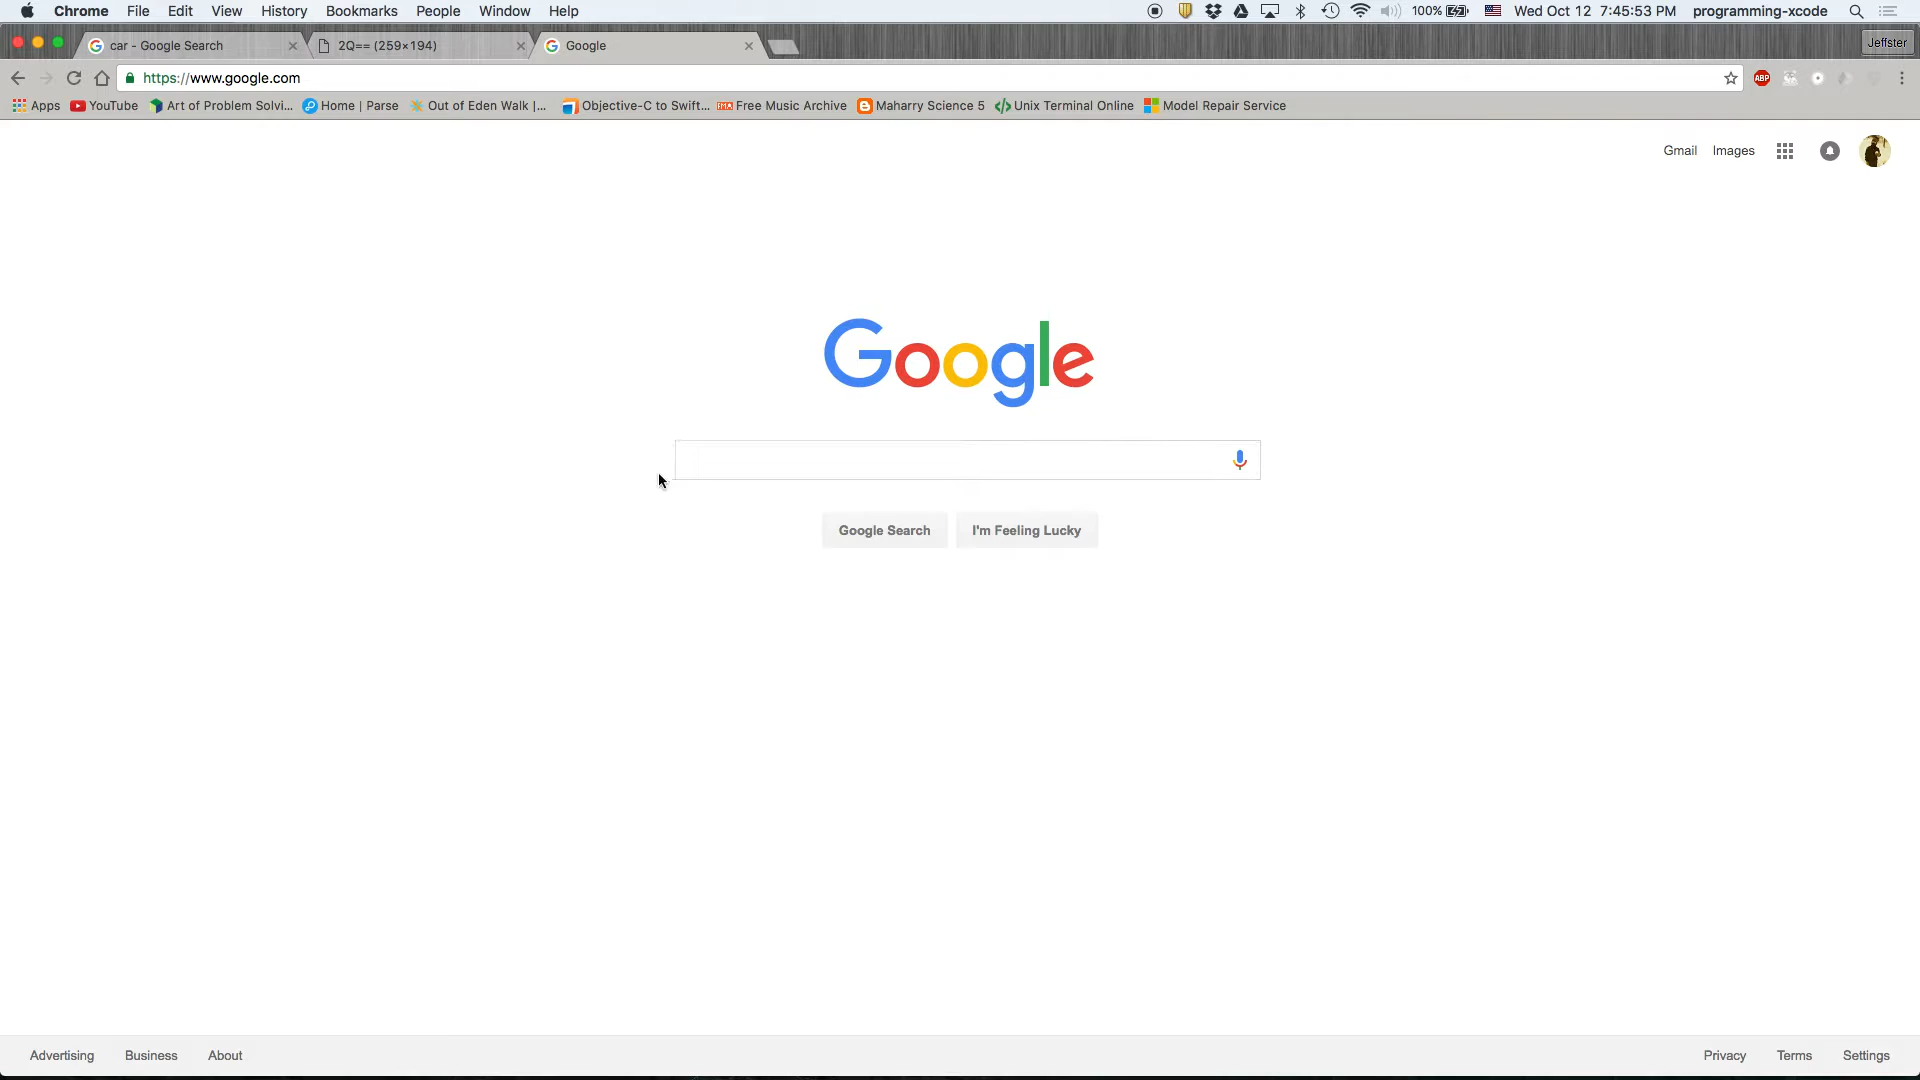 Chrome File Edit View History Bookmarks People Window Help 100% Wed Oct 12 7:45:53 PM programming-xcode
car - Google Search 2Q== (259×194) Google Jeffster
https://www.google.com ABP
Apps YouTube Art of Problem Solvi... Home | Parse Out of Eden Walk |... Objective-C to Swift... FMA Free Music Archive Maharry Science 5 Unix Terminal Online Model Repair Service
Gmail Images
Google
Google Search I'm Feeling Lucky
Advertising Business About Privacy Terms Settings